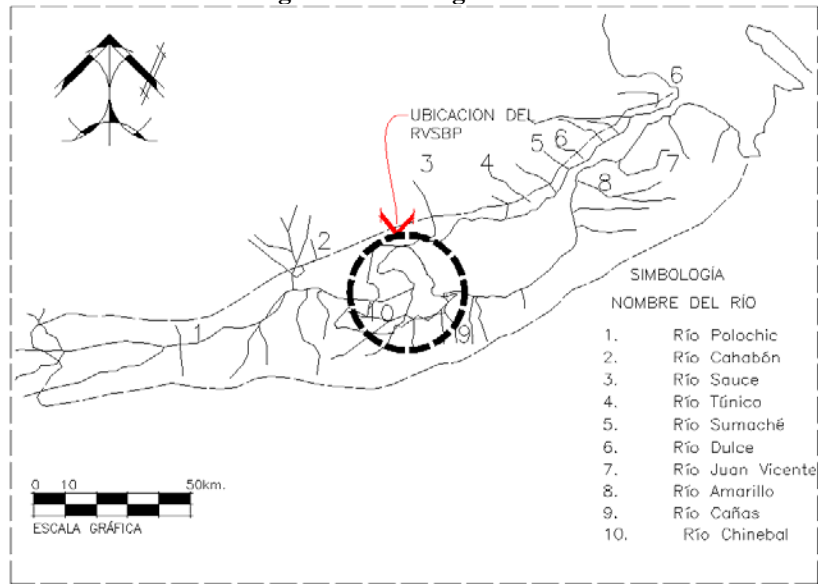 UBICACION DEL
RVSBP
6
3
4
5
6
7
8
2
1
10
9
SIMBOLOGÍA
NOMBRE DEL RÍO
1. Río Polochic
2. Río Cahabón
3. Río Sauce
4. Río Túnico
5. Río Sumaché
6. Río Dulce
7. Río Juan Vicente
8. Río Amarillo
9. Río Cañas
10. Río Chinebal
0 10 50km.
ESCALA GRÁFICA